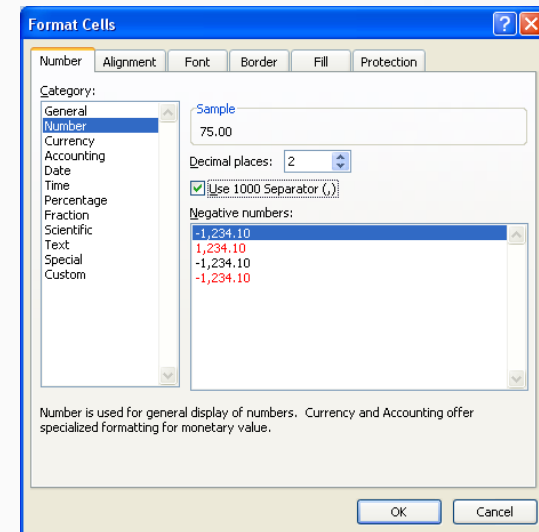 Format Cells
Number Alignment Font Border Fill Protection
Category:
General
Number
Currency
Accounting
Date
Time
Percentage
Fraction
Scientific
Text
Special
Custom
Sample
75.00
Decimal places: 2
Use 1000 Separator (,)
Negative numbers:
-1,234.10
1,234.10
-1,234.10
-1,234.10
Number is used for general display of numbers. Currency and Accounting offer
specialized formatting for monetary value.
OK Cancel